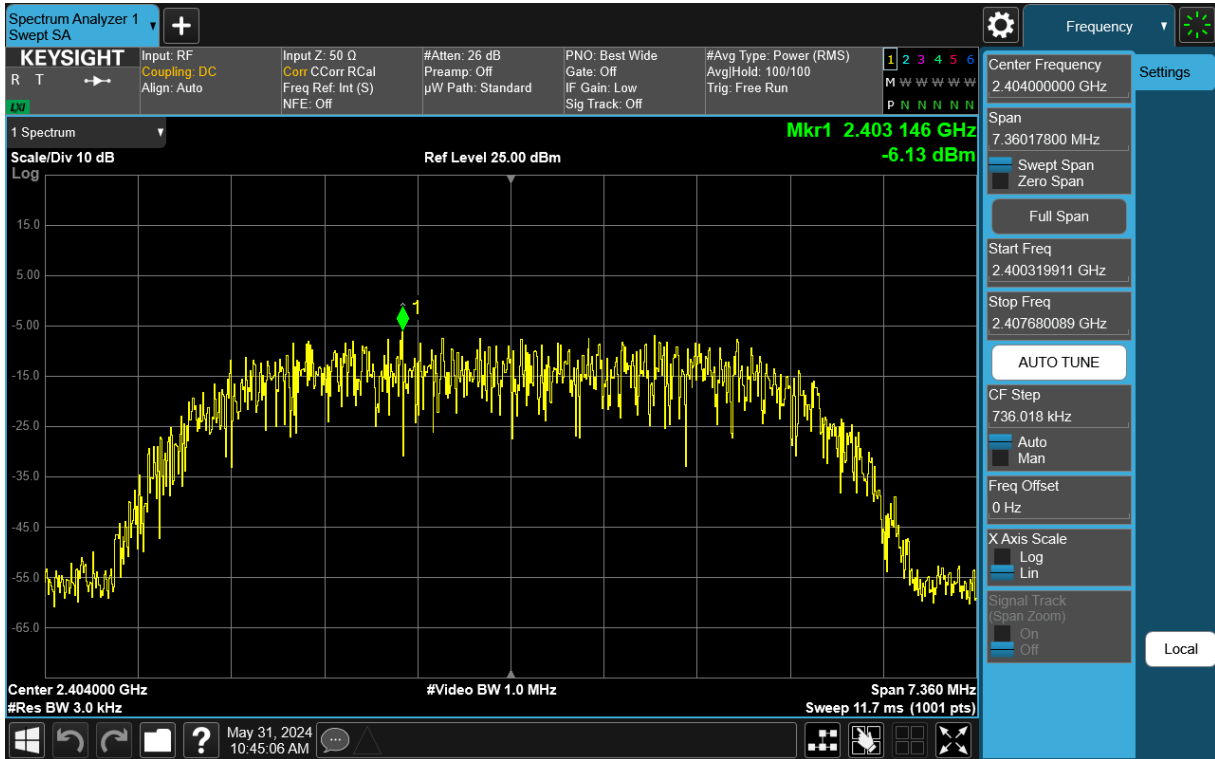 Spectrum Analyzer 1
Swept SA
Frequency
KEYSIGHT
R T
LXI
Input: RF
Coupling: DC
Align: Auto
Input Z: 50 Ω
Corr CCorr RCal
Freq Ref: Int (S)
NFE: Off
#Atten: 26 dB
Preamp: Off
µW Path: Standard
PNO: Best Wide
Gate: Off
IF Gain: Low
Sig Track: Off
#Avg Type: Power (RMS)
Avg|Hold: 100/100
Trig: Free Run
1 2 3 4 5 6
M W W W W W
P N N N N N
1 Spectrum
Scale/Div 10 dB
Log
Ref Level 25.00 dBm
Mkr1 2.403 146 GHz
-6.13 dBm
15.0
5.00
-5.00
-15.0
-25.0
-35.0
-45.0
-55.0
-65.0
1
Center 2.404000 GHz
#Res BW 3.0 kHz
#Video BW 1.0 MHz
Span 7.360 MHz
Sweep 11.7 ms (1001 pts)
Center Frequency
2.404000000 GHz
Span
7.36017800 MHz
Swept Span
Zero Span
Full Span
Start Freq
2.400319911 GHz
Stop Freq
2.407680089 GHz
AUTO TUNE
CF Step
736.018 kHz
Auto
Man
Freq Offset
0 Hz
X Axis Scale
Log
Lin
Signal Track
(Span Zoom)
On
Off
Settings
Local
?
May 31, 2024
10:45:06 AM